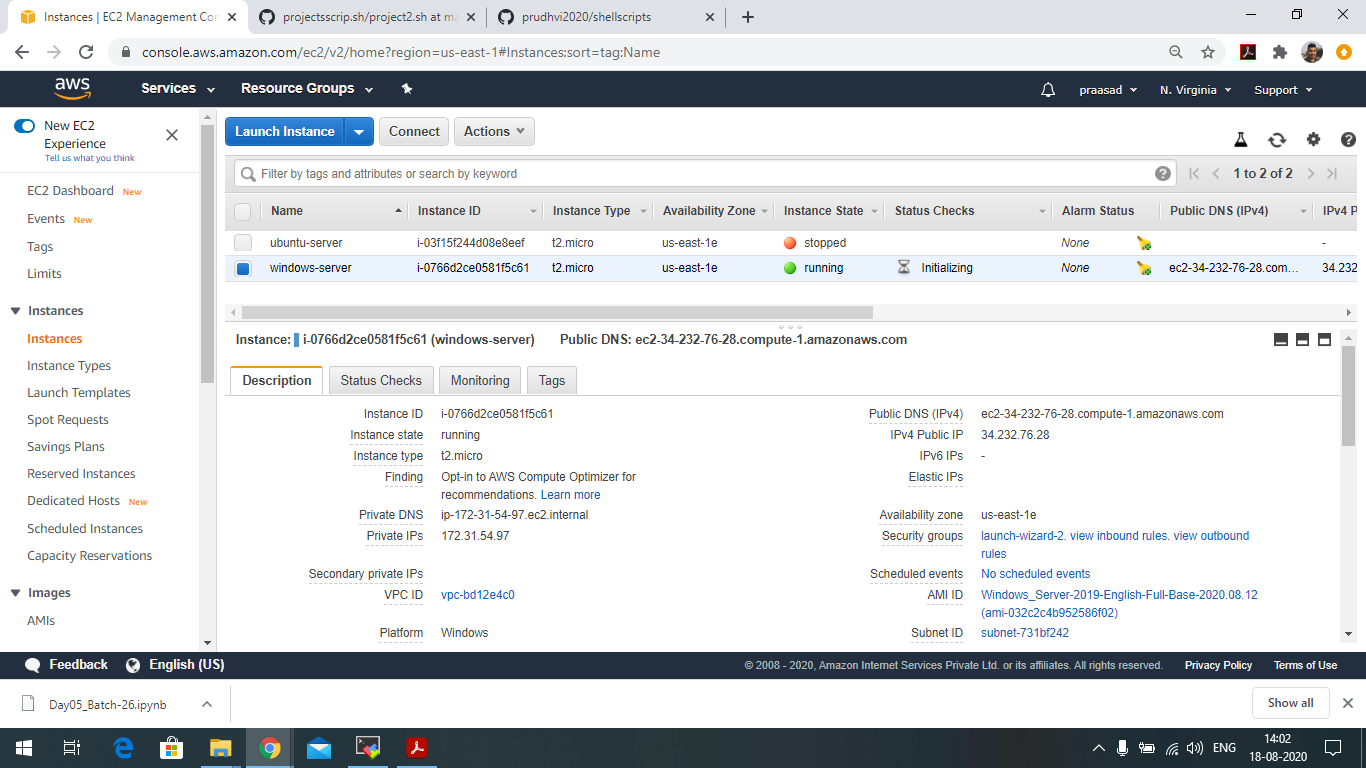 Instances | EC2 Management Con
projectsscrip.sh/project2.sh at ma
prudhvi2020/shellscripts
console.aws.amazon.com/ec2/v2/home?region=us-east-1#Instances:sort=tag:Name
aws
Services
Resource Groups
praasad
N. Virginia
Support
New EC2
Experience
Tell us what you think
EC2 Dashboard New
Events New
Tags
Limits
Instances
Instances
Instance Types
Launch Templates
Spot Requests
Savings Plans
Reserved Instances
Dedicated Hosts New
Scheduled Instances
Capacity Reservations
Images
AMIs
Launch Instance
Connect
Actions
Filter by tags and attributes or search by keyword
1 to 2 of 2
Name Instance ID Instance Type Availability Zone Instance State Status Checks Alarm Status Public DNS (IPv4) IPv4 P
ubuntu-server i-03f15f244d08e8eef t2.micro us-east-1e stopped None -
windows-server i-0766d2ce0581f5c61 t2.micro us-east-1e running Initializing None ec2-34-232-76-28.com... 34.232
Instance: i-0766d2ce0581f5c61 (windows-server) Public DNS: ec2-34-232-76-28.compute-1.amazonaws.com
Description Status Checks Monitoring Tags
Instance ID i-0766d2ce0581f5c61
Instance state running
Instance type t2.micro
Finding Opt-in to AWS Compute Optimizer for
recommendations. Learn more
Private DNS ip-172-31-54-97.ec2.internal
Private IPs 172.31.54.97
Secondary private IPs
VPC ID vpc-bd12e4c0
Platform Windows
Public DNS (IPv4) ec2-34-232-76-28.compute-1.amazonaws.com
IPv4 Public IP 34.232.76.28
IPv6 IPs -
Elastic IPs
Availability zone us-east-1e
Security groups launch-wizard-2. view inbound rules. view outbound
rules
Scheduled events No scheduled events
AMI ID Windows_Server-2019-English-Full-Base-2020.08.12
(ami-032c2c4b952586f02)
Subnet ID subnet-731bf242
Feedback
English (US)
© 2008 - 2020, Amazon Internet Services Private Ltd. or its affiliates. All rights reserved.
Privacy Policy
Terms of Use
Day05_Batch-26.ipynb
Show all
ENG
14:02
18-08-2020